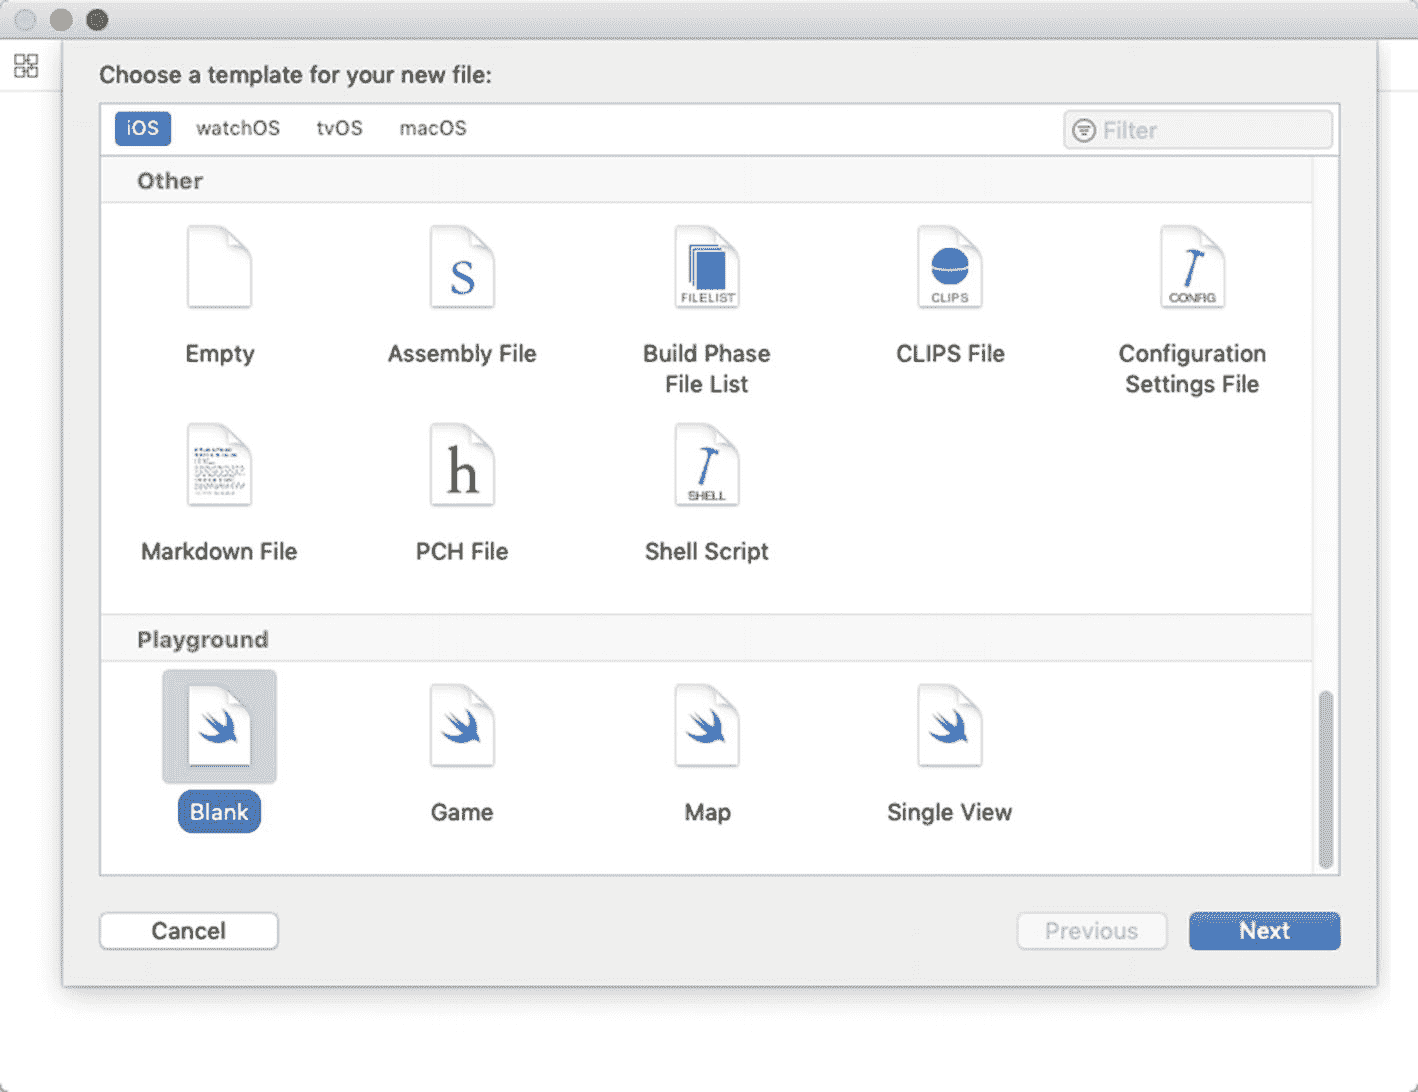 Choose a template for your new file:
iOS watchOS tvOS macOS Filter
Other
S FILELIST CLIPS CONFIG
Empty Assembly File Build Phase CLIPS File Configuration
File List Settings File
h SHELL
Markdown File PCH File Shell Script
Playground
Blank Game Map Single View
Cancel Previous Next